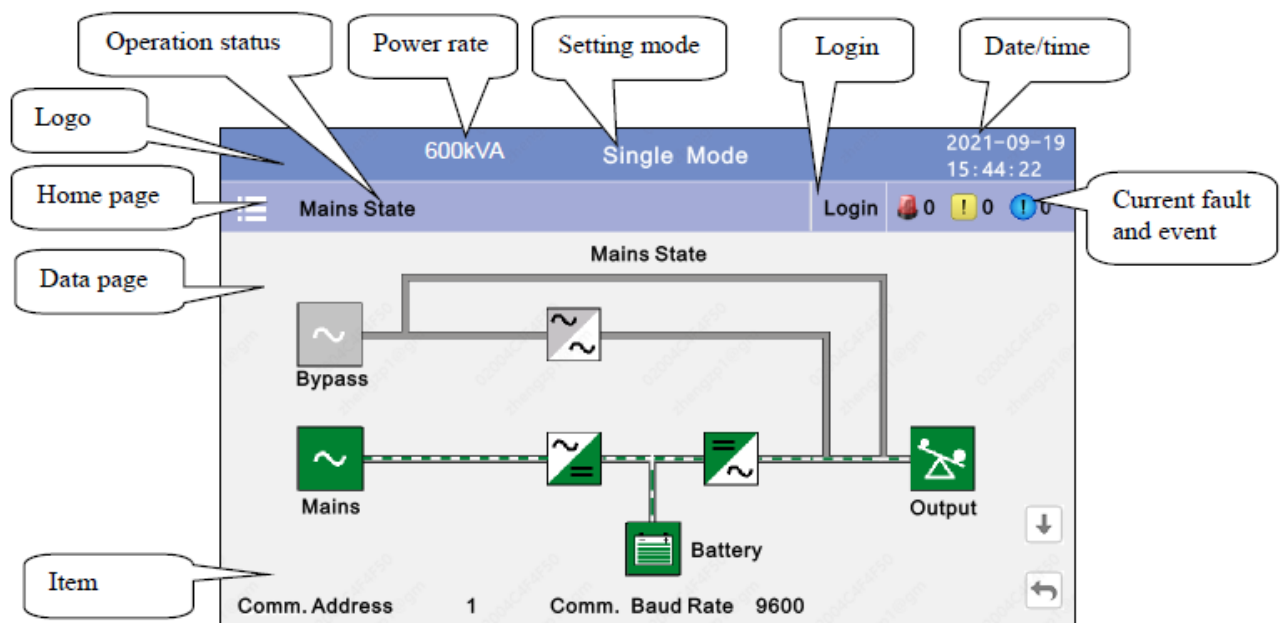 Operation status
Power rate
Setting mode
Login
Date/time
Logo
600kVA
Single Mode
2021-09-19
15:44:22
Home page
Mains State
Login
0
! 0
! 0
Current fault
and event
Data page
Mains State
Bypass
Mains
Output
Battery
Item
Comm. Address 1 Comm. Baud Rate 9600